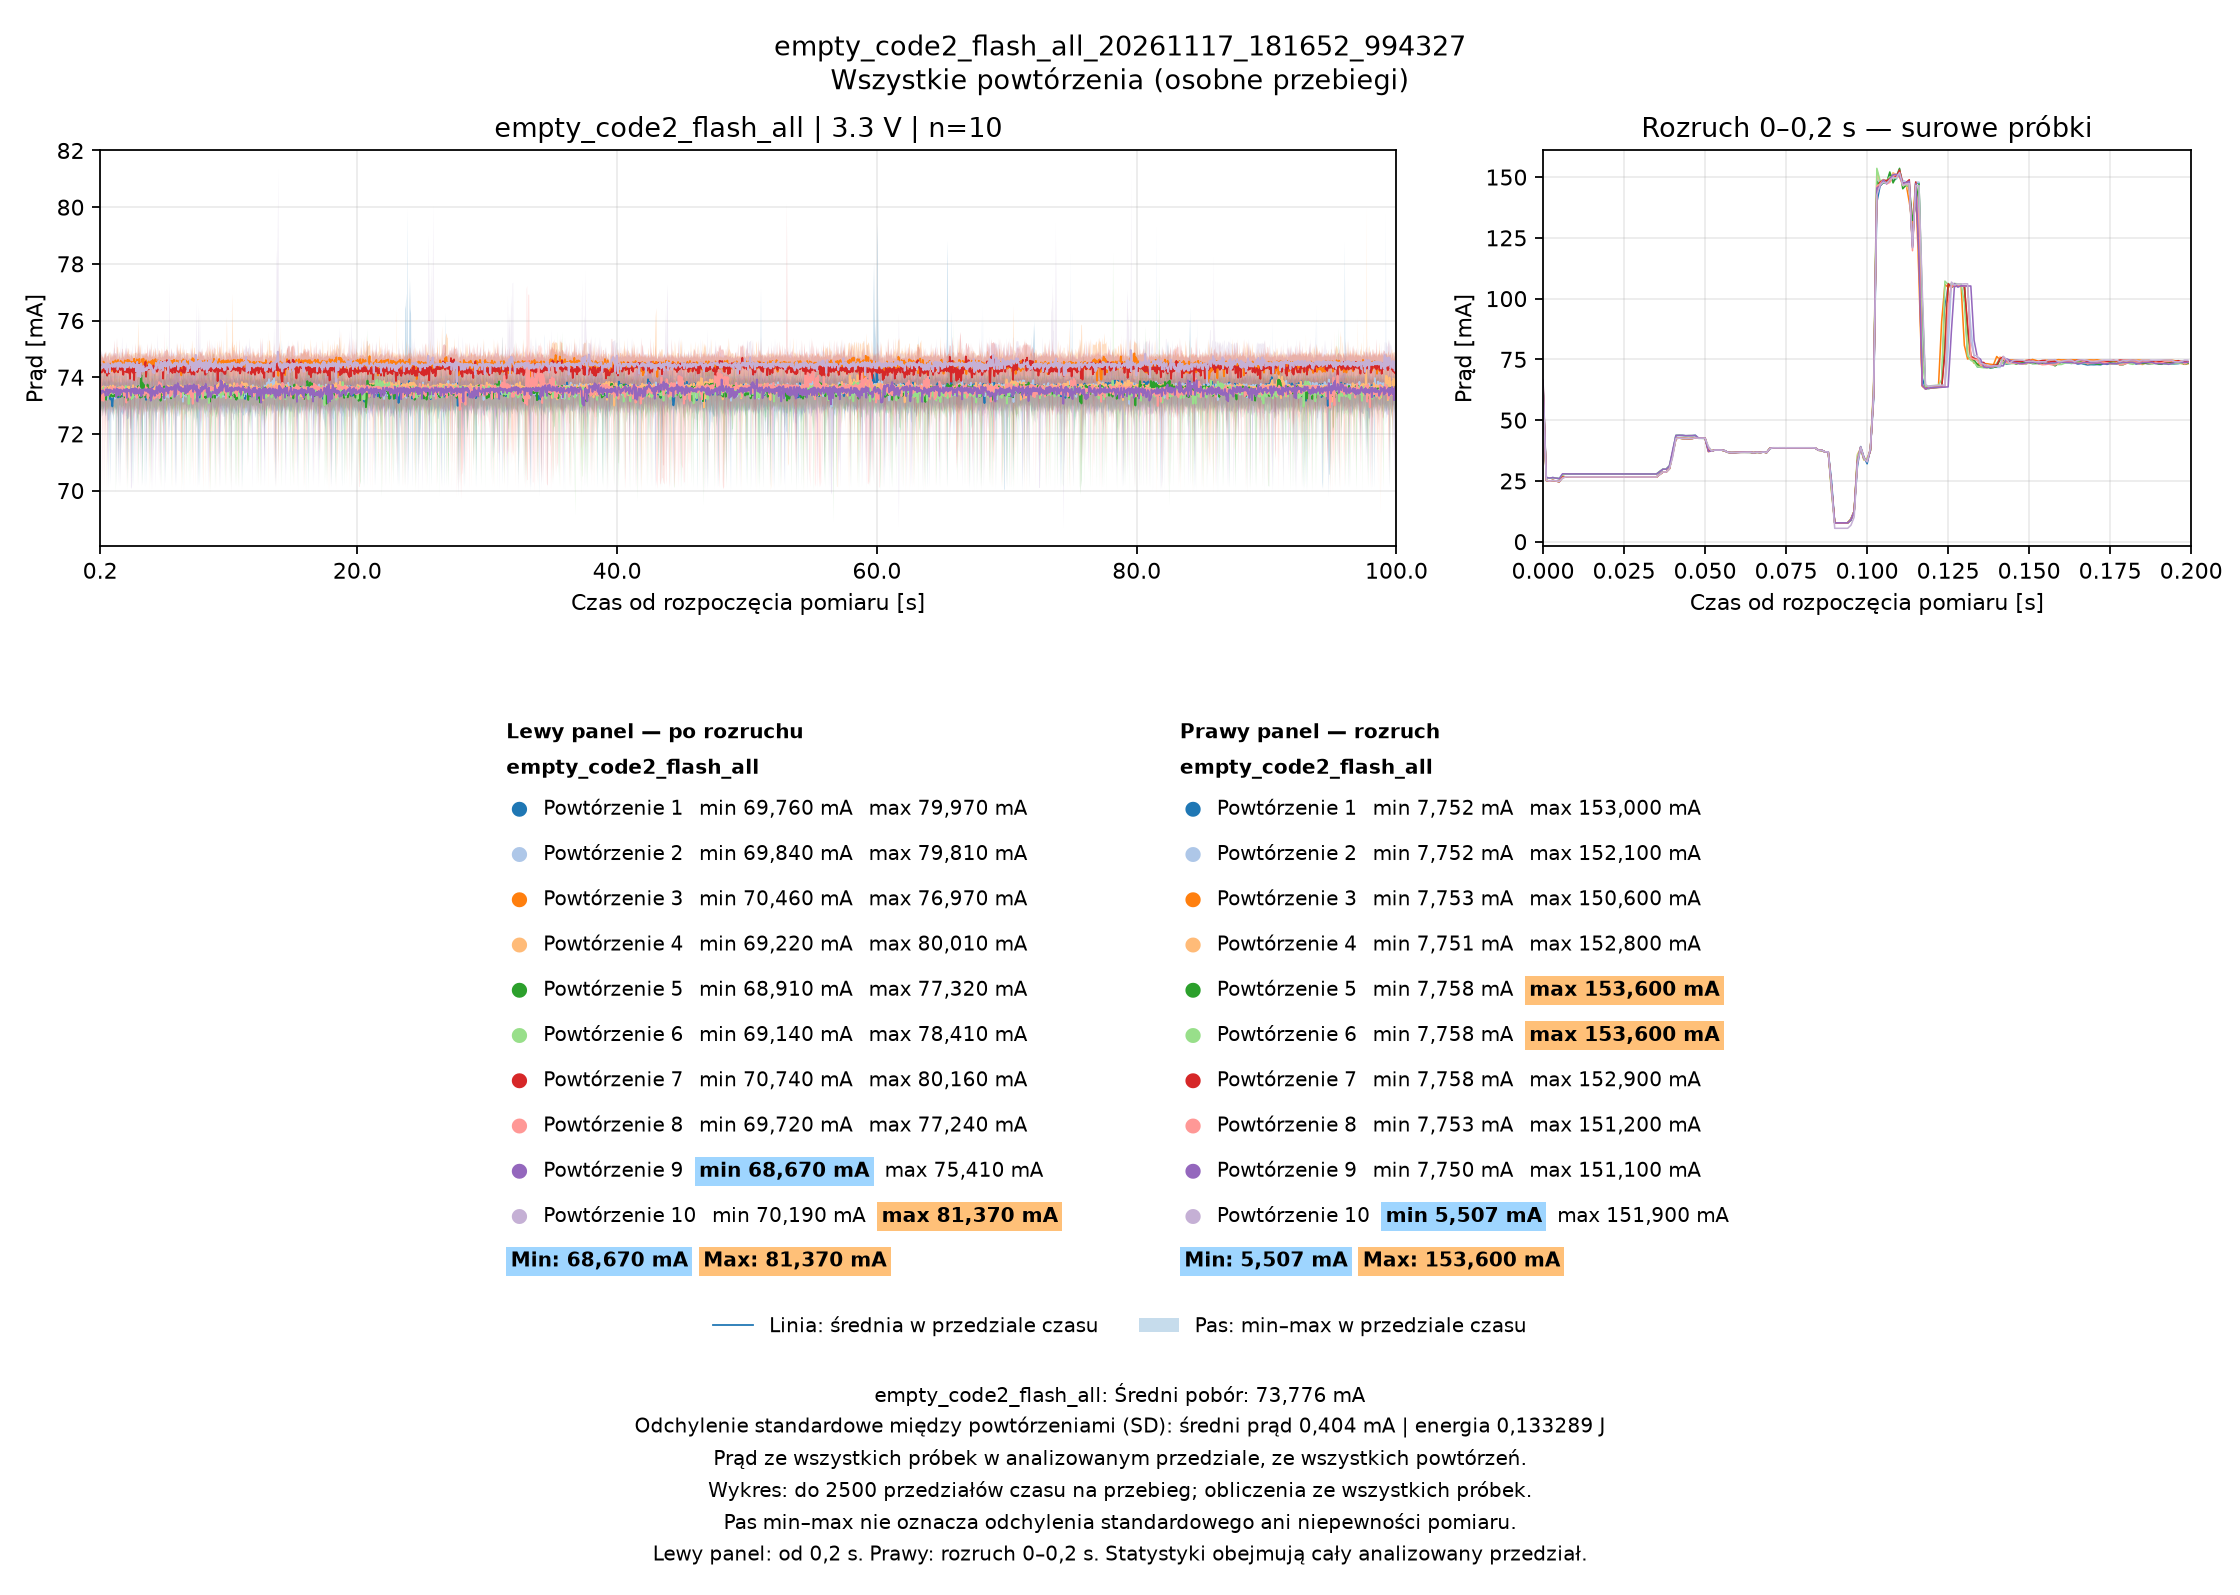 empty_code2_flash_all_20261117_181652_994327
Wszystkie powtórzenia (osobne przebiegi)
empty_code2_flash_all | 3.3 V | n=10
82
80
78
76
74
72
70
Prąd [mA]
0.2 20.0 40.0 60.0 80.0 100.0
Czas od rozpoczęcia pomiaru [s]
Rozruch 0–0,2 s — surowe próbki
150
125
100
75
50
25
0
Prąd [mA]
0.000 0.025 0.050 0.075 0.100 0.125 0.150 0.175 0.200
Czas od rozpoczęcia pomiaru [s]
Lewy panel — po rozruchu
empty_code2_flash_all
Powtórzenie 1 min 69,760 mA max 79,970 mA
Powtórzenie 2 min 69,840 mA max 79,810 mA
Powtórzenie 3 min 70,460 mA max 76,970 mA
Powtórzenie 4 min 69,220 mA max 80,010 mA
Powtórzenie 5 min 68,910 mA max 77,320 mA
Powtórzenie 6 min 69,140 mA max 78,410 mA
Powtórzenie 7 min 70,740 mA max 80,160 mA
Powtórzenie 8 min 69,720 mA max 77,240 mA
Powtórzenie 9 min 68,670 mA max 75,410 mA
Powtórzenie 10 min 70,190 mA max 81,370 mA
Min: 68,670 mA Max: 81,370 mA
Prawy panel — rozruch
empty_code2_flash_all
Powtórzenie 1 min 7,752 mA max 153,000 mA
Powtórzenie 2 min 7,752 mA max 152,100 mA
Powtórzenie 3 min 7,753 mA max 150,600 mA
Powtórzenie 4 min 7,751 mA max 152,800 mA
Powtórzenie 5 min 7,758 mA max 153,600 mA
Powtórzenie 6 min 7,758 mA max 153,600 mA
Powtórzenie 7 min 7,758 mA max 152,900 mA
Powtórzenie 8 min 7,753 mA max 151,200 mA
Powtórzenie 9 min 7,750 mA max 151,100 mA
Powtórzenie 10 min 5,507 mA max 151,900 mA
Min: 5,507 mA Max: 153,600 mA
Linia: średnia w przedziale czasu Pas: min–max w przedziale czasu
empty_code2_flash_all: Średni pobór: 73,776 mA
Odchylenie standardowe między powtórzeniami (SD): średni prąd 0,404 mA | energia 0,133289 J
Prąd ze wszystkich próbek w analizowanym przedziale, ze wszystkich powtórzeń.
Wykres: do 2500 przedziałów czasu na przebieg; obliczenia ze wszystkich próbek.
Pas min–max nie oznacza odchylenia standardowego ani niepewności pomiaru.
Lewy panel: od 0,2 s. Prawy: rozruch 0–0,2 s. Statystyki obejmują cały analizowany przedział.